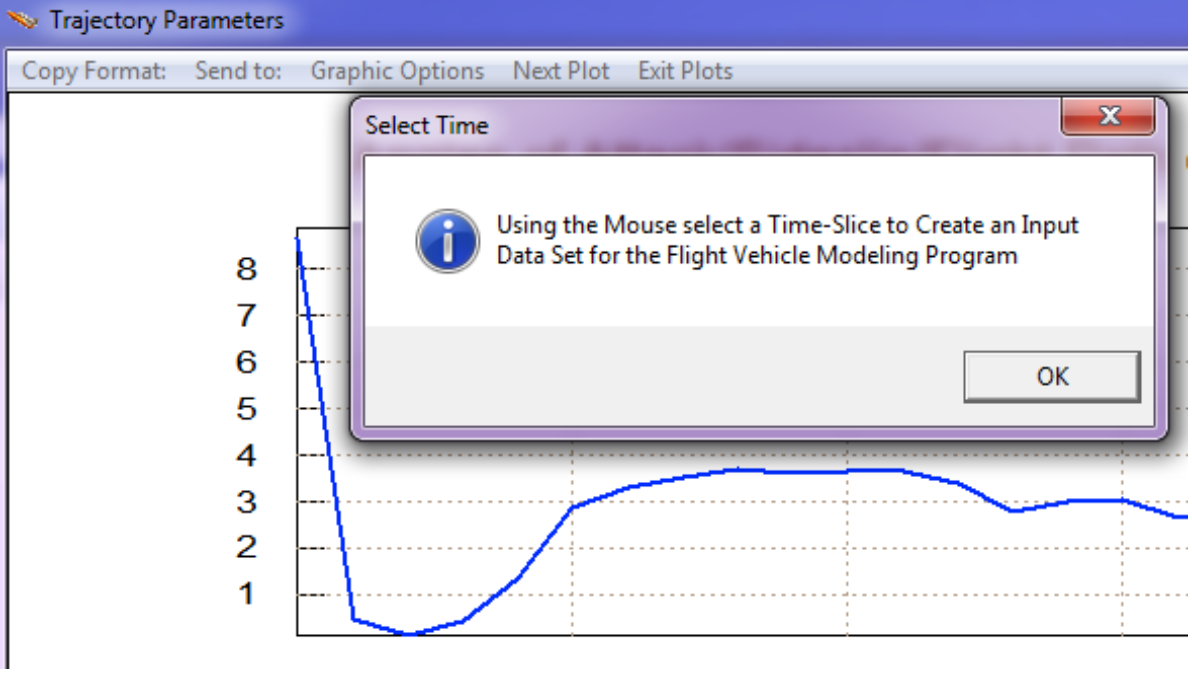 Trajectory Parameters
Copy Format: Send to: Graphic Options Next Plot Exit Plots
Select Time
Using the Mouse select a Time-Slice to Create an Input
Data Set for the Flight Vehicle Modeling Program
OK
8
7
6
5
4
3
2
1